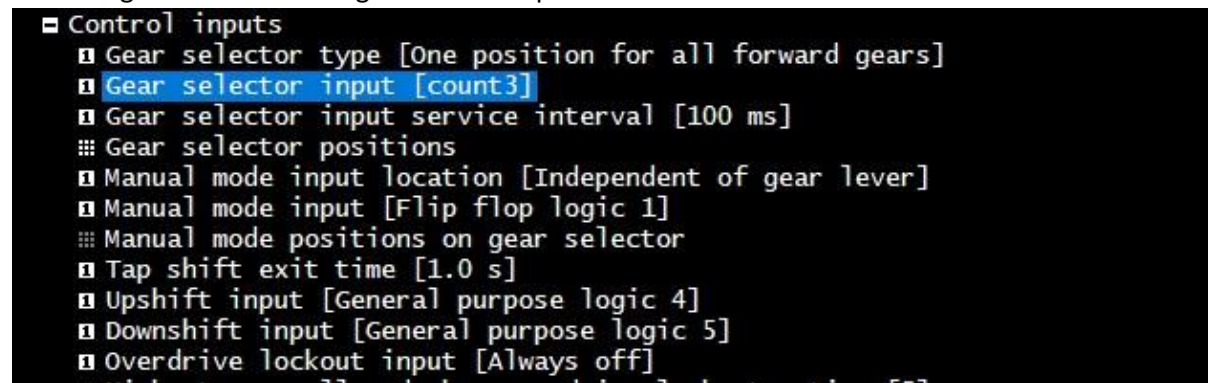 Control inputs
Gear selector type [One position for all forward gears]
Gear selector input [count3]
Gear selector input service interval [100 ms]
Gear selector positions
Manual mode input location [Independent of gear lever]
Manual mode input [Flip flop logic 1]
Manual mode positions on gear selector
Tap shift exit time [1.0 s]
Upshift input [General purpose logic 4]
Downshift input [General purpose logic 5]
Overdrive lockout input [Always off]